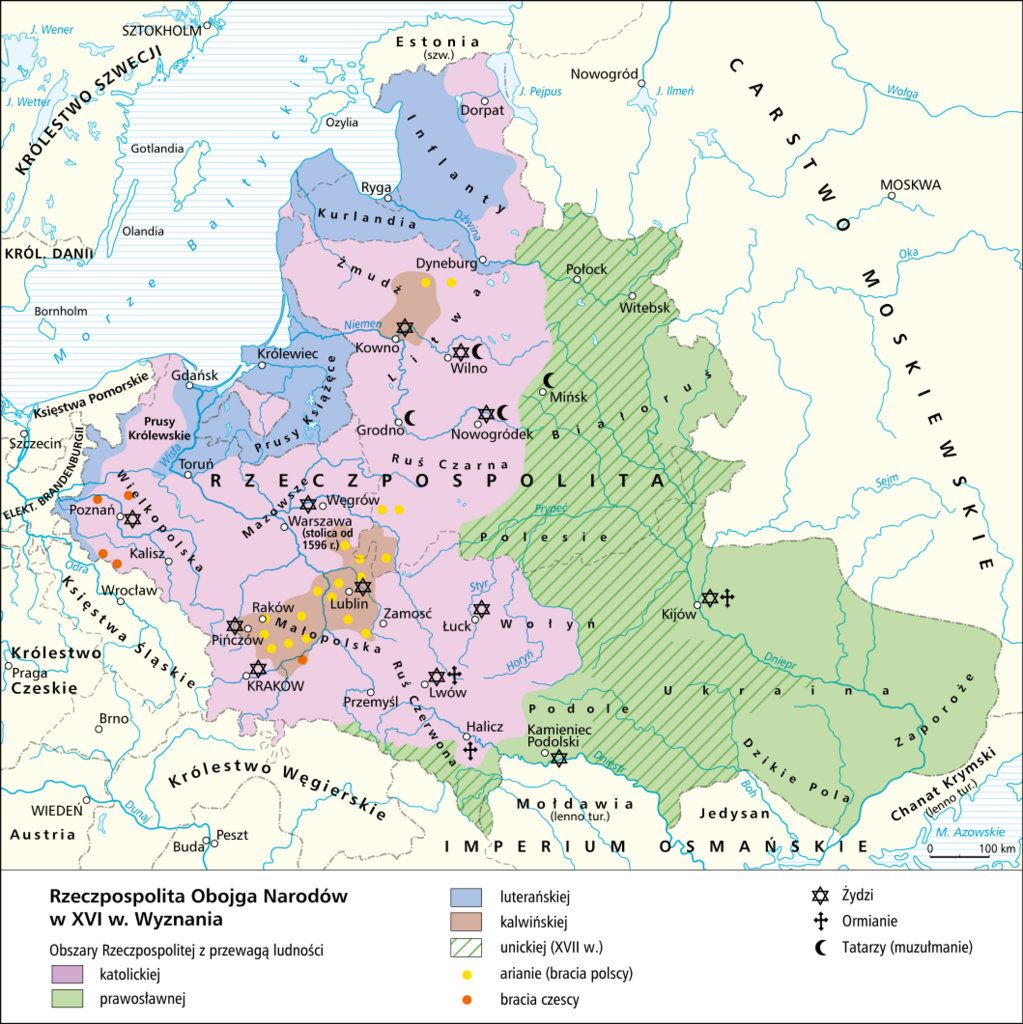 SZTOKHOLM
J. Wener
KRÓLESTWO SZWECJI
J. Wetter
Estonia
(szw.)
Nowogród
J. Ilmeń
J. Pejpus
Wołga
CARSTWO MOSKIEWSKIE
Dorpat
Ozylia
Gotlandia
Inflanty
MOSKWA
Ryga
Kurlandia
Dźwina
Olandia
Morze Bałtyckie
KRÓL. DANII
Oka
Dyneburg
Żmudź
Połock
Witebsk
Bornholm
Niemen
Kowno
Litwa
Wilno
Królewiec
Księstwa Pomorskie
Gdańsk
Mińsk
Białoruś
Prusy Książęce
Prusy
Królewskie
Grodno
Nowogródek
Szczecin
ELEKT. BRANDENBURGII
Wisła
Toruń
Ruś Czarna
RZECZPOSPOLITA
Sejm
Wielkopolska
Mazowsze
Węgrów
Poznań
Warszawa
(stolica od
1596 r.)
Prypeć
Polesie
Kalisz
Odra
Wrocław
Księstwa Śląskie
Lublin
Styr
Raków
Zamość
Kijów
Pińczów
Małopolska
Łuck
Wołyń
Królestwo
Czeskie
Praga
Horyń
Dniepr
KRAKÓW
Lwów
Ukraina
Przemyśl
Ruś Czerwona
Podole
Zaporoże
Brno
Halicz
Kamieniec
Podolski
Dzikie Pola
Dniestr
Królestwo Węgierskie
Boh
Chanat Krymski
(lenno tur.)
WIEDEŃ
Dunaj
Austria
Mołdawia
(lenno tur.)
Jedysan
Peszt
Buda
IMPERIUM OSMAŃSKIE
M. Azowskie
0 100 km
Rzeczpospolita Obojga Narodów
w XVI w. Wyznania
Obszary Rzeczpospolitej z przewagą ludności
katolickiej
prawosławnej
luterańskiej
kalwińskiej
unickiej (XVII w.)
arianie (bracia polscy)
bracia czescy
Żydzi
Ormianie
Tatarzy (muzułmanie)